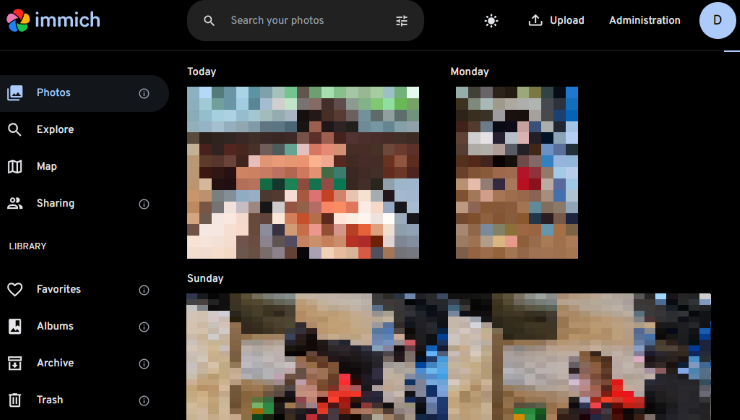 immich
Search your photos
Upload
Administration
D
Photos
Explore
Map
Sharing
LIBRARY
Favorites
Albums
Archive
Trash
Today
Monday
Sunday